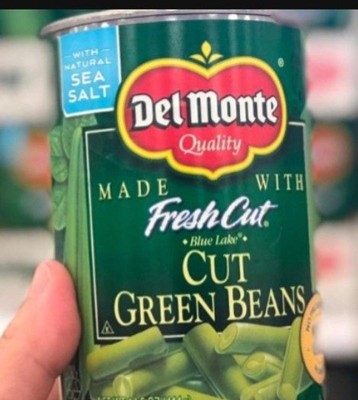 WITH
NATURAL
SEA
SALT
®
Del Monte
Quality
MADE WITH
Fresh Cut®
• Blue Lake® •
CUT
GREEN BEANS